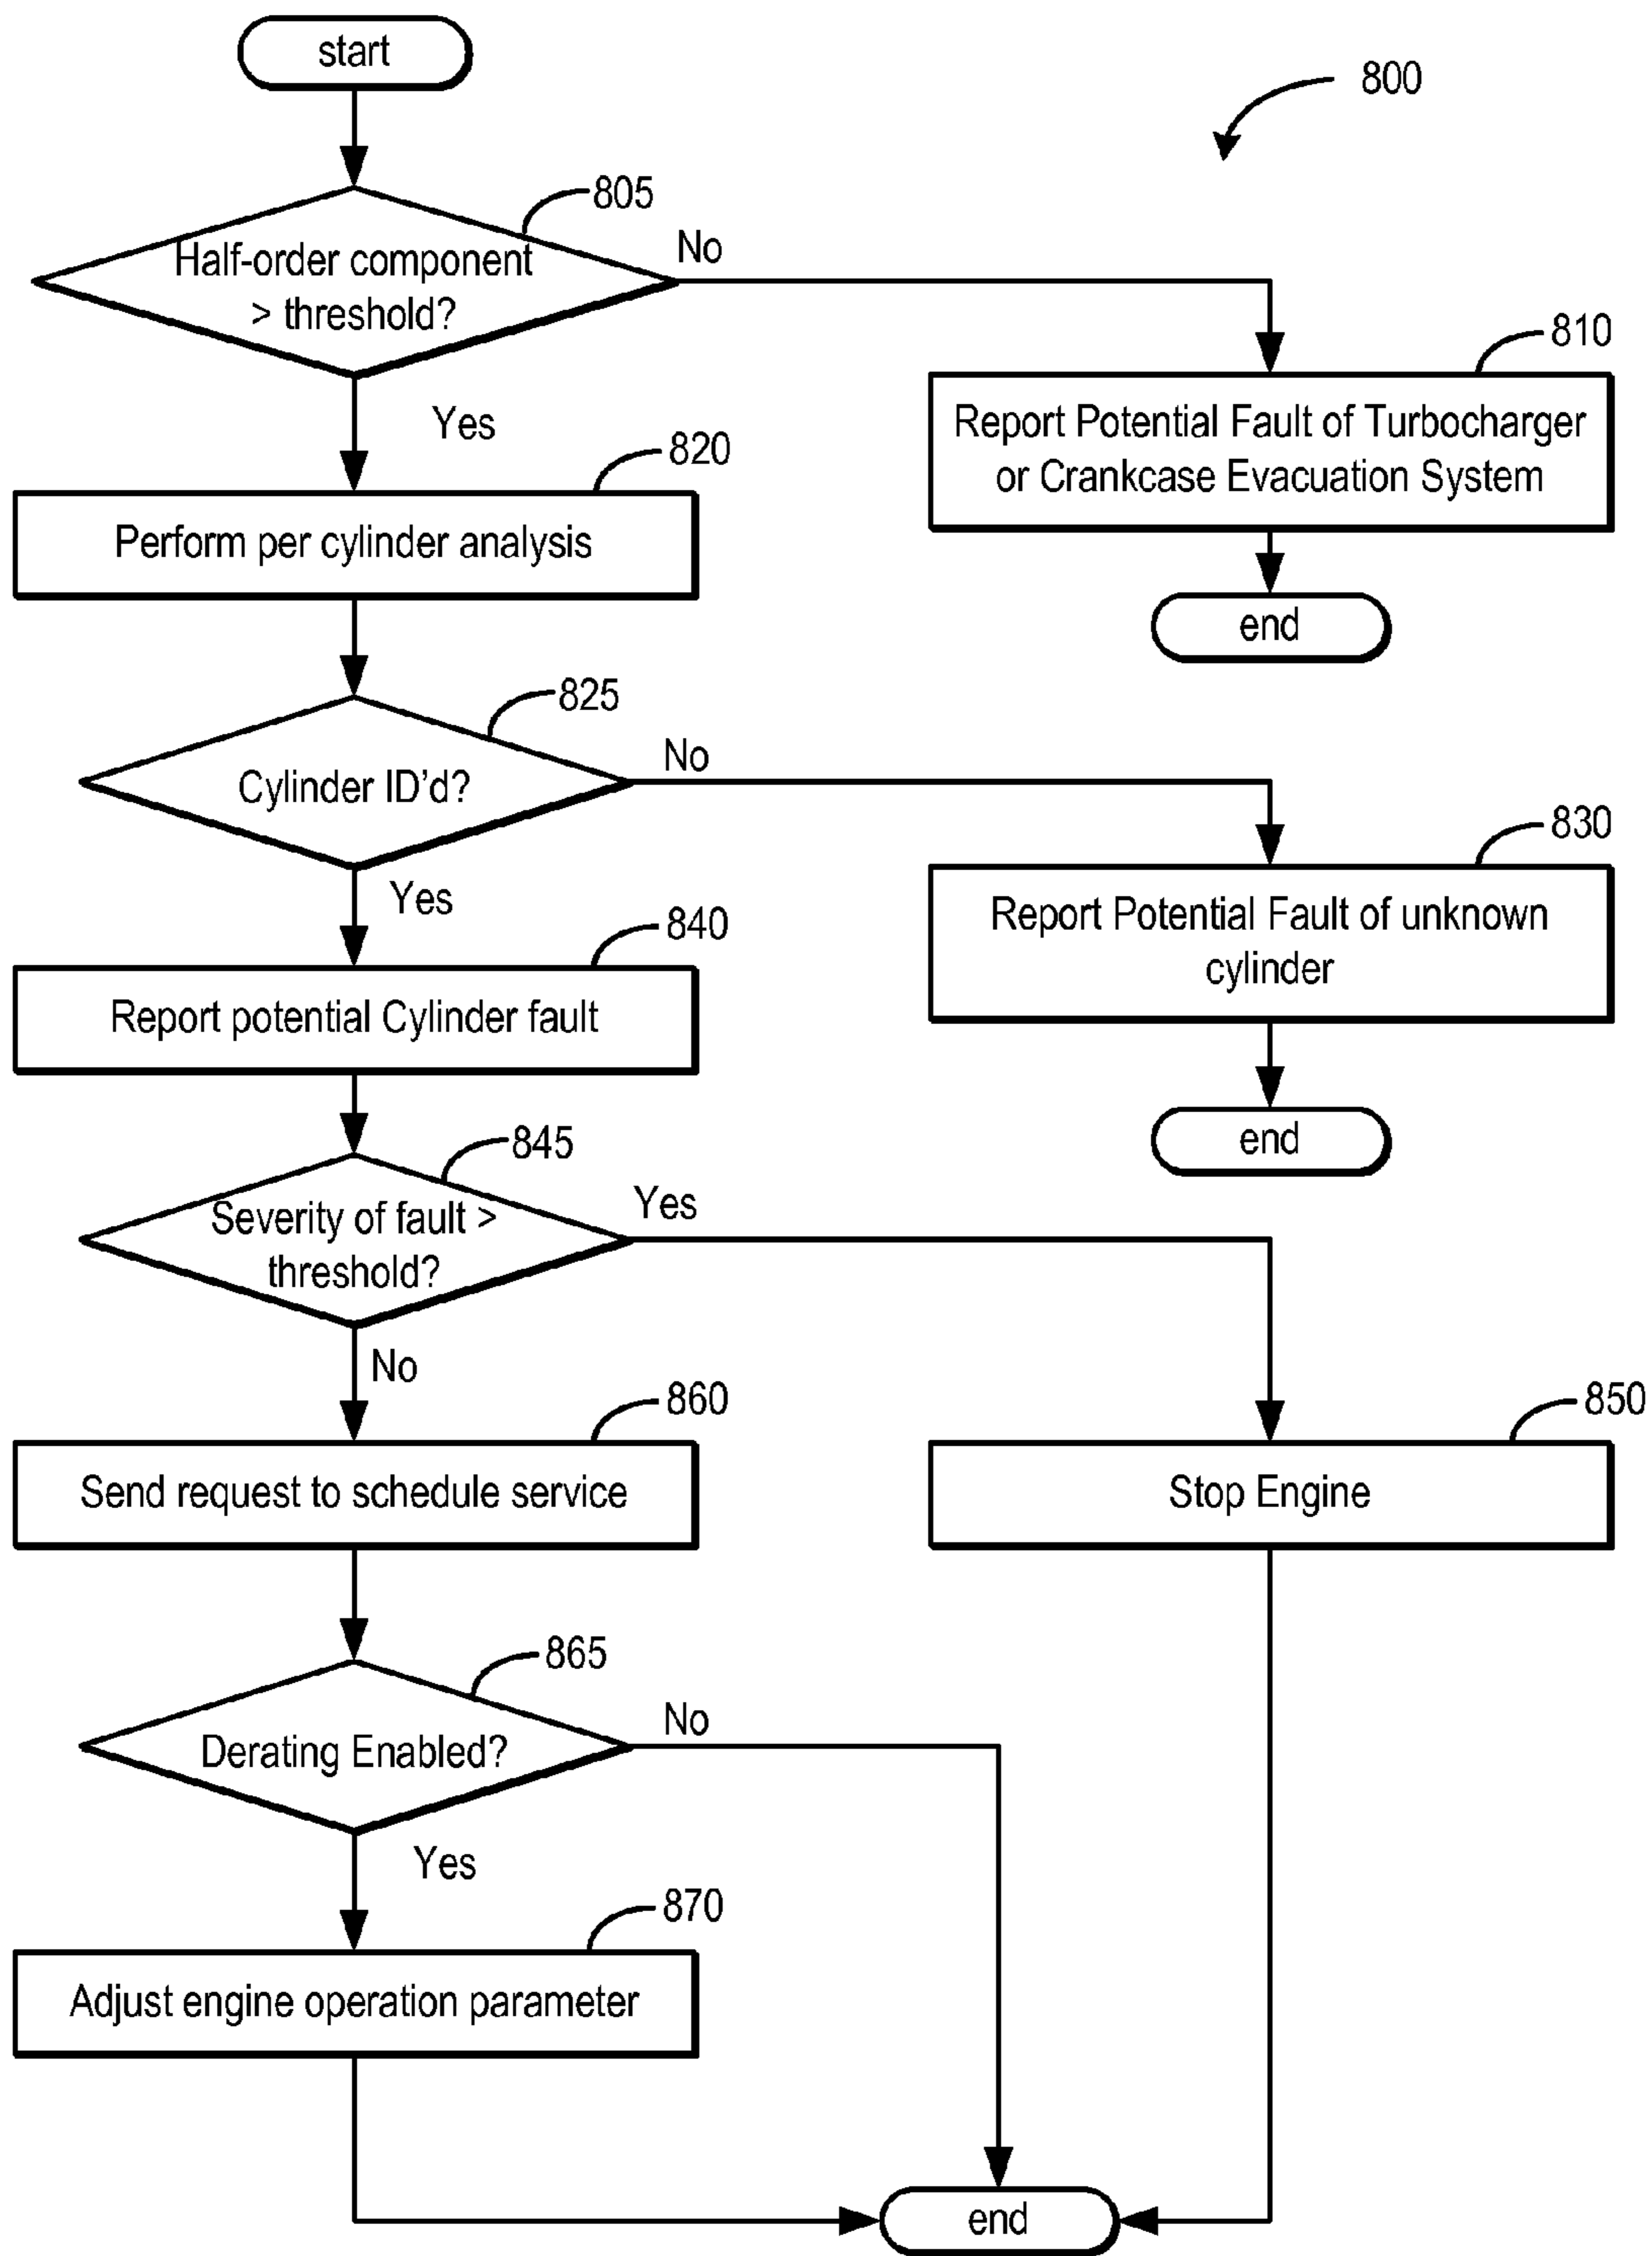 start
800
805
Half-order component
> threshold?
No
810
Report Potential Fault of Turbocharger
or Crankcase Evacuation System
Yes
820
Perform per cylinder analysis
end
825
Cylinder ID'd?
No
830
Report Potential Fault of unknown
cylinder
Yes
840
Report potential Cylinder fault
end
845
Severity of fault >
threshold?
Yes
No
860
Send request to schedule service
850
Stop Engine
865
Derating Enabled?
No
Yes
870
Adjust engine operation parameter
end